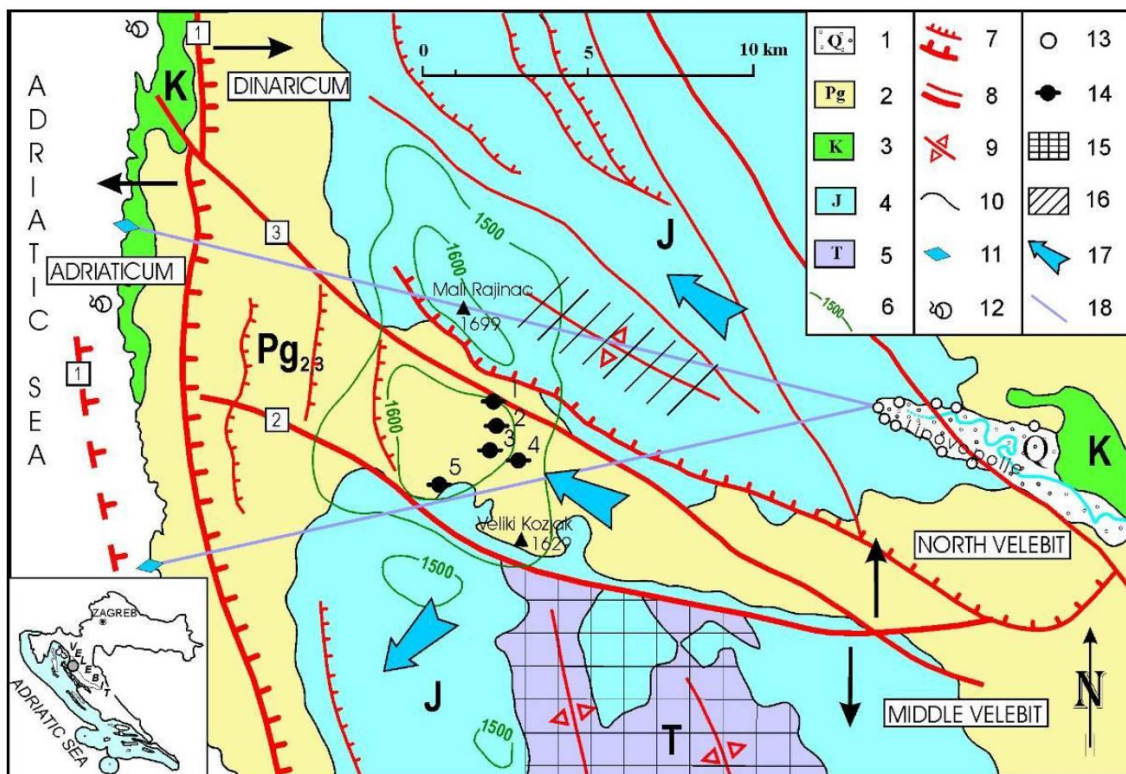 1
DINARICUM
K
0
5
10 km
ADRIATIC SEA
ADRIATICUM
1500
1600
Mali Rajinac
1699
J
3
Pg2,3
1
2
1600
1
2
3
4
5
Veliki Kozjak
1629
1500
J
1500
T
Lipovo polje
Q
K
NORTH VELEBIT
MIDDLE VELEBIT
N
Q 1
Pg 2
K 3
J 4
T 5
1500 6
7
8
9
10
11
12
13
14
15
16
17
18
ZAGREB
VELEBIT
ADRIATIC SEA